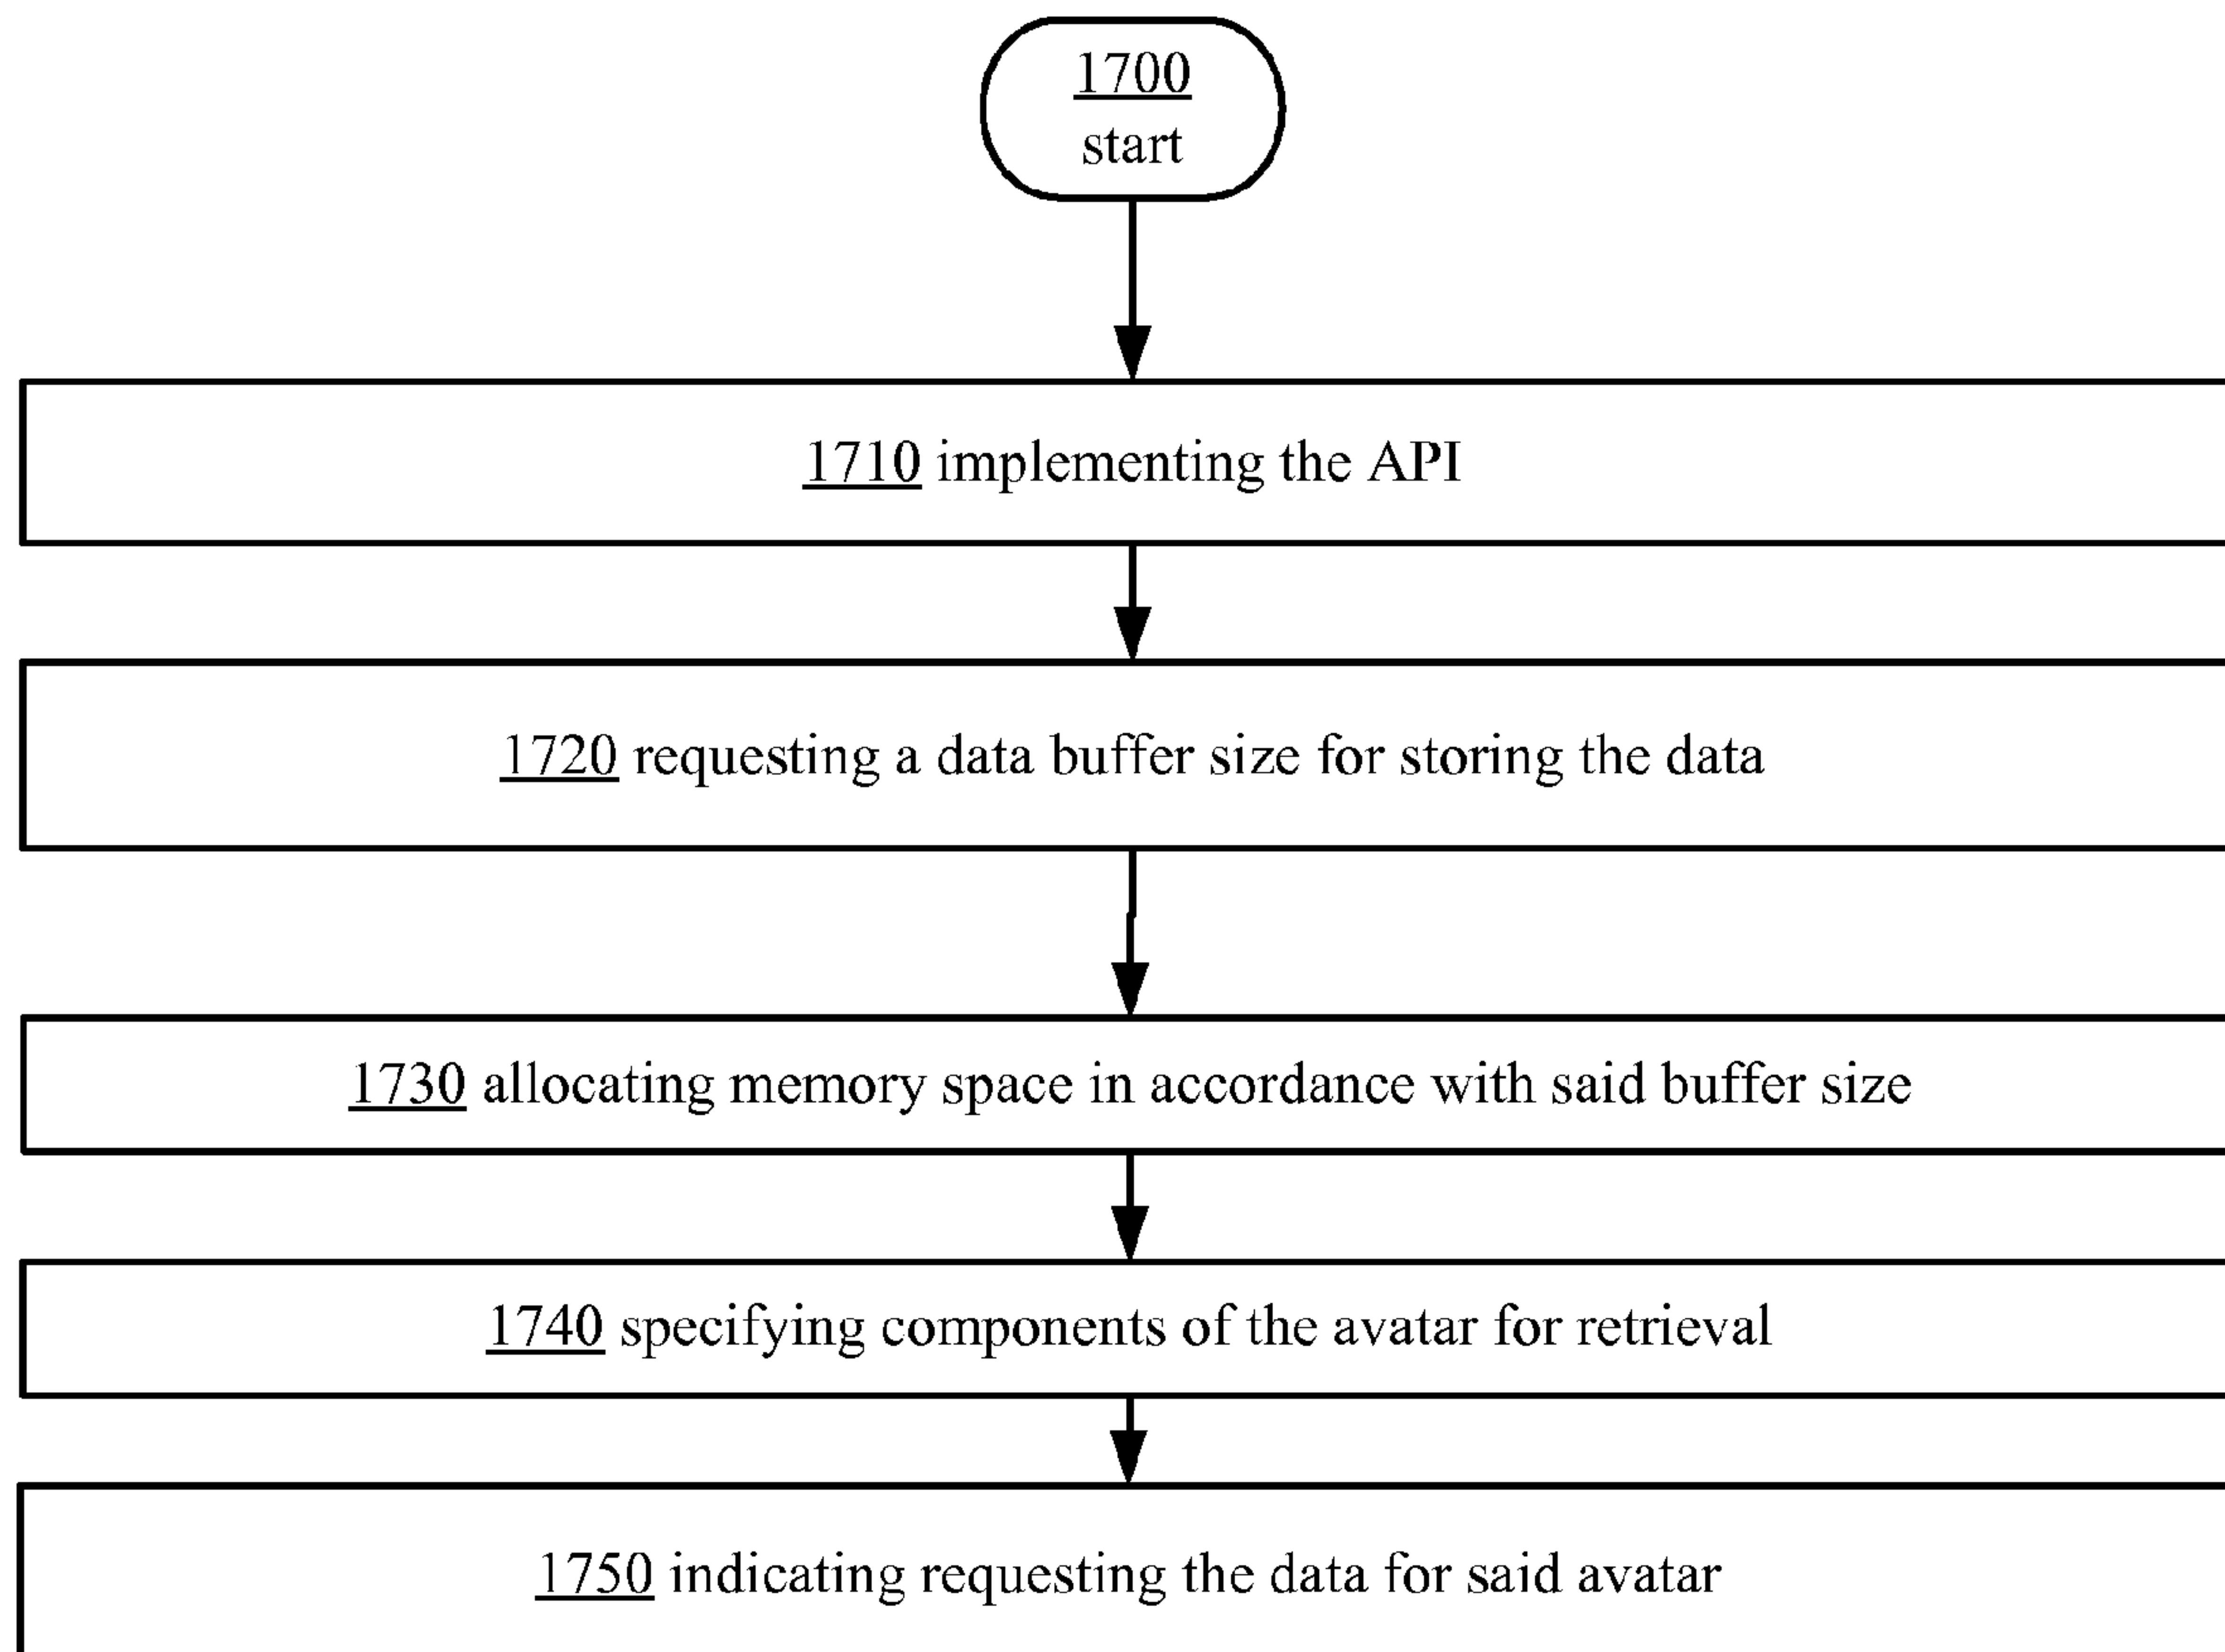 1700
start
1710 implementing the API
1720 requesting a data buffer size for storing the data
1730 allocating memory space in accordance with said buffer size
1740 specifying components of the avatar for retrieval
1750 indicating requesting the data for said avatar